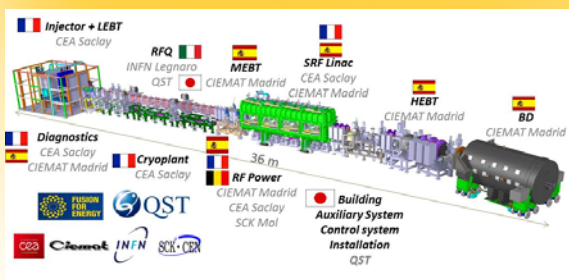 Injector + LEBT
CEA Saclay
RFQ
INFN Legnaro
QST
MEBT
CIEMAT Madrid
SRF Linac
CEA Saclay
CIEMAT Madrid
HEBT
CIEMAT Madrid
BD
CIEMAT Madrid
Diagnostics
CEA Saclay
CIEMAT Madrid
Cryoplant
CEA Saclay
36 m
RF Power
CIEMAT Madrid
CEA Saclay
SCK Mol
Building
Auxiliary System
Control system
Installation
QST
FUSION
FOR
ENERGY
QST
cea
Ciemat
INFN
SCK•CEN